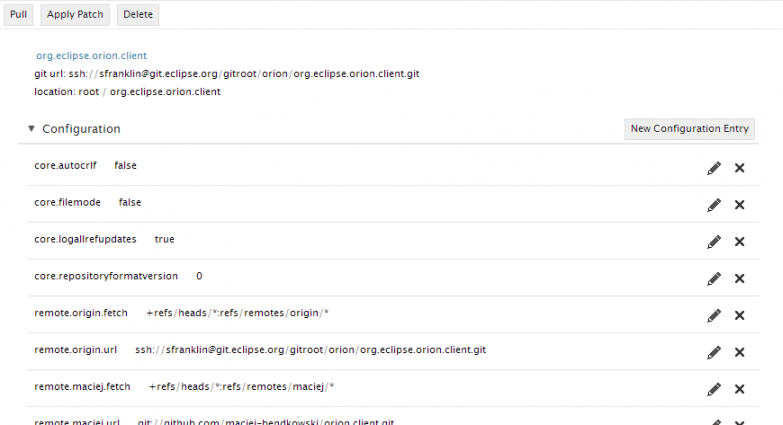 Pull Apply Patch Delete
org.eclipse.orion.client
git url: ssh://sfranklin@git.eclipse.org/gitroot/orion/org.eclipse.orion.client.git
location: root / org.eclipse.orion.client
Configuration New Configuration Entry
core.autocrlf false
core.filemode false
core.logallrefupdates true
core.repositoryformatversion 0
remote.origin.fetch +refs/heads/*:refs/remotes/origin/*
remote.origin.url ssh://sfranklin@git.eclipse.org/gitroot/orion/org.eclipse.orion.client.git
remote.maciej.fetch +refs/heads/*:refs/remotes/maciej/*
remote.maciej.url git://github.com/maciej-bendkowski/orion.client.git